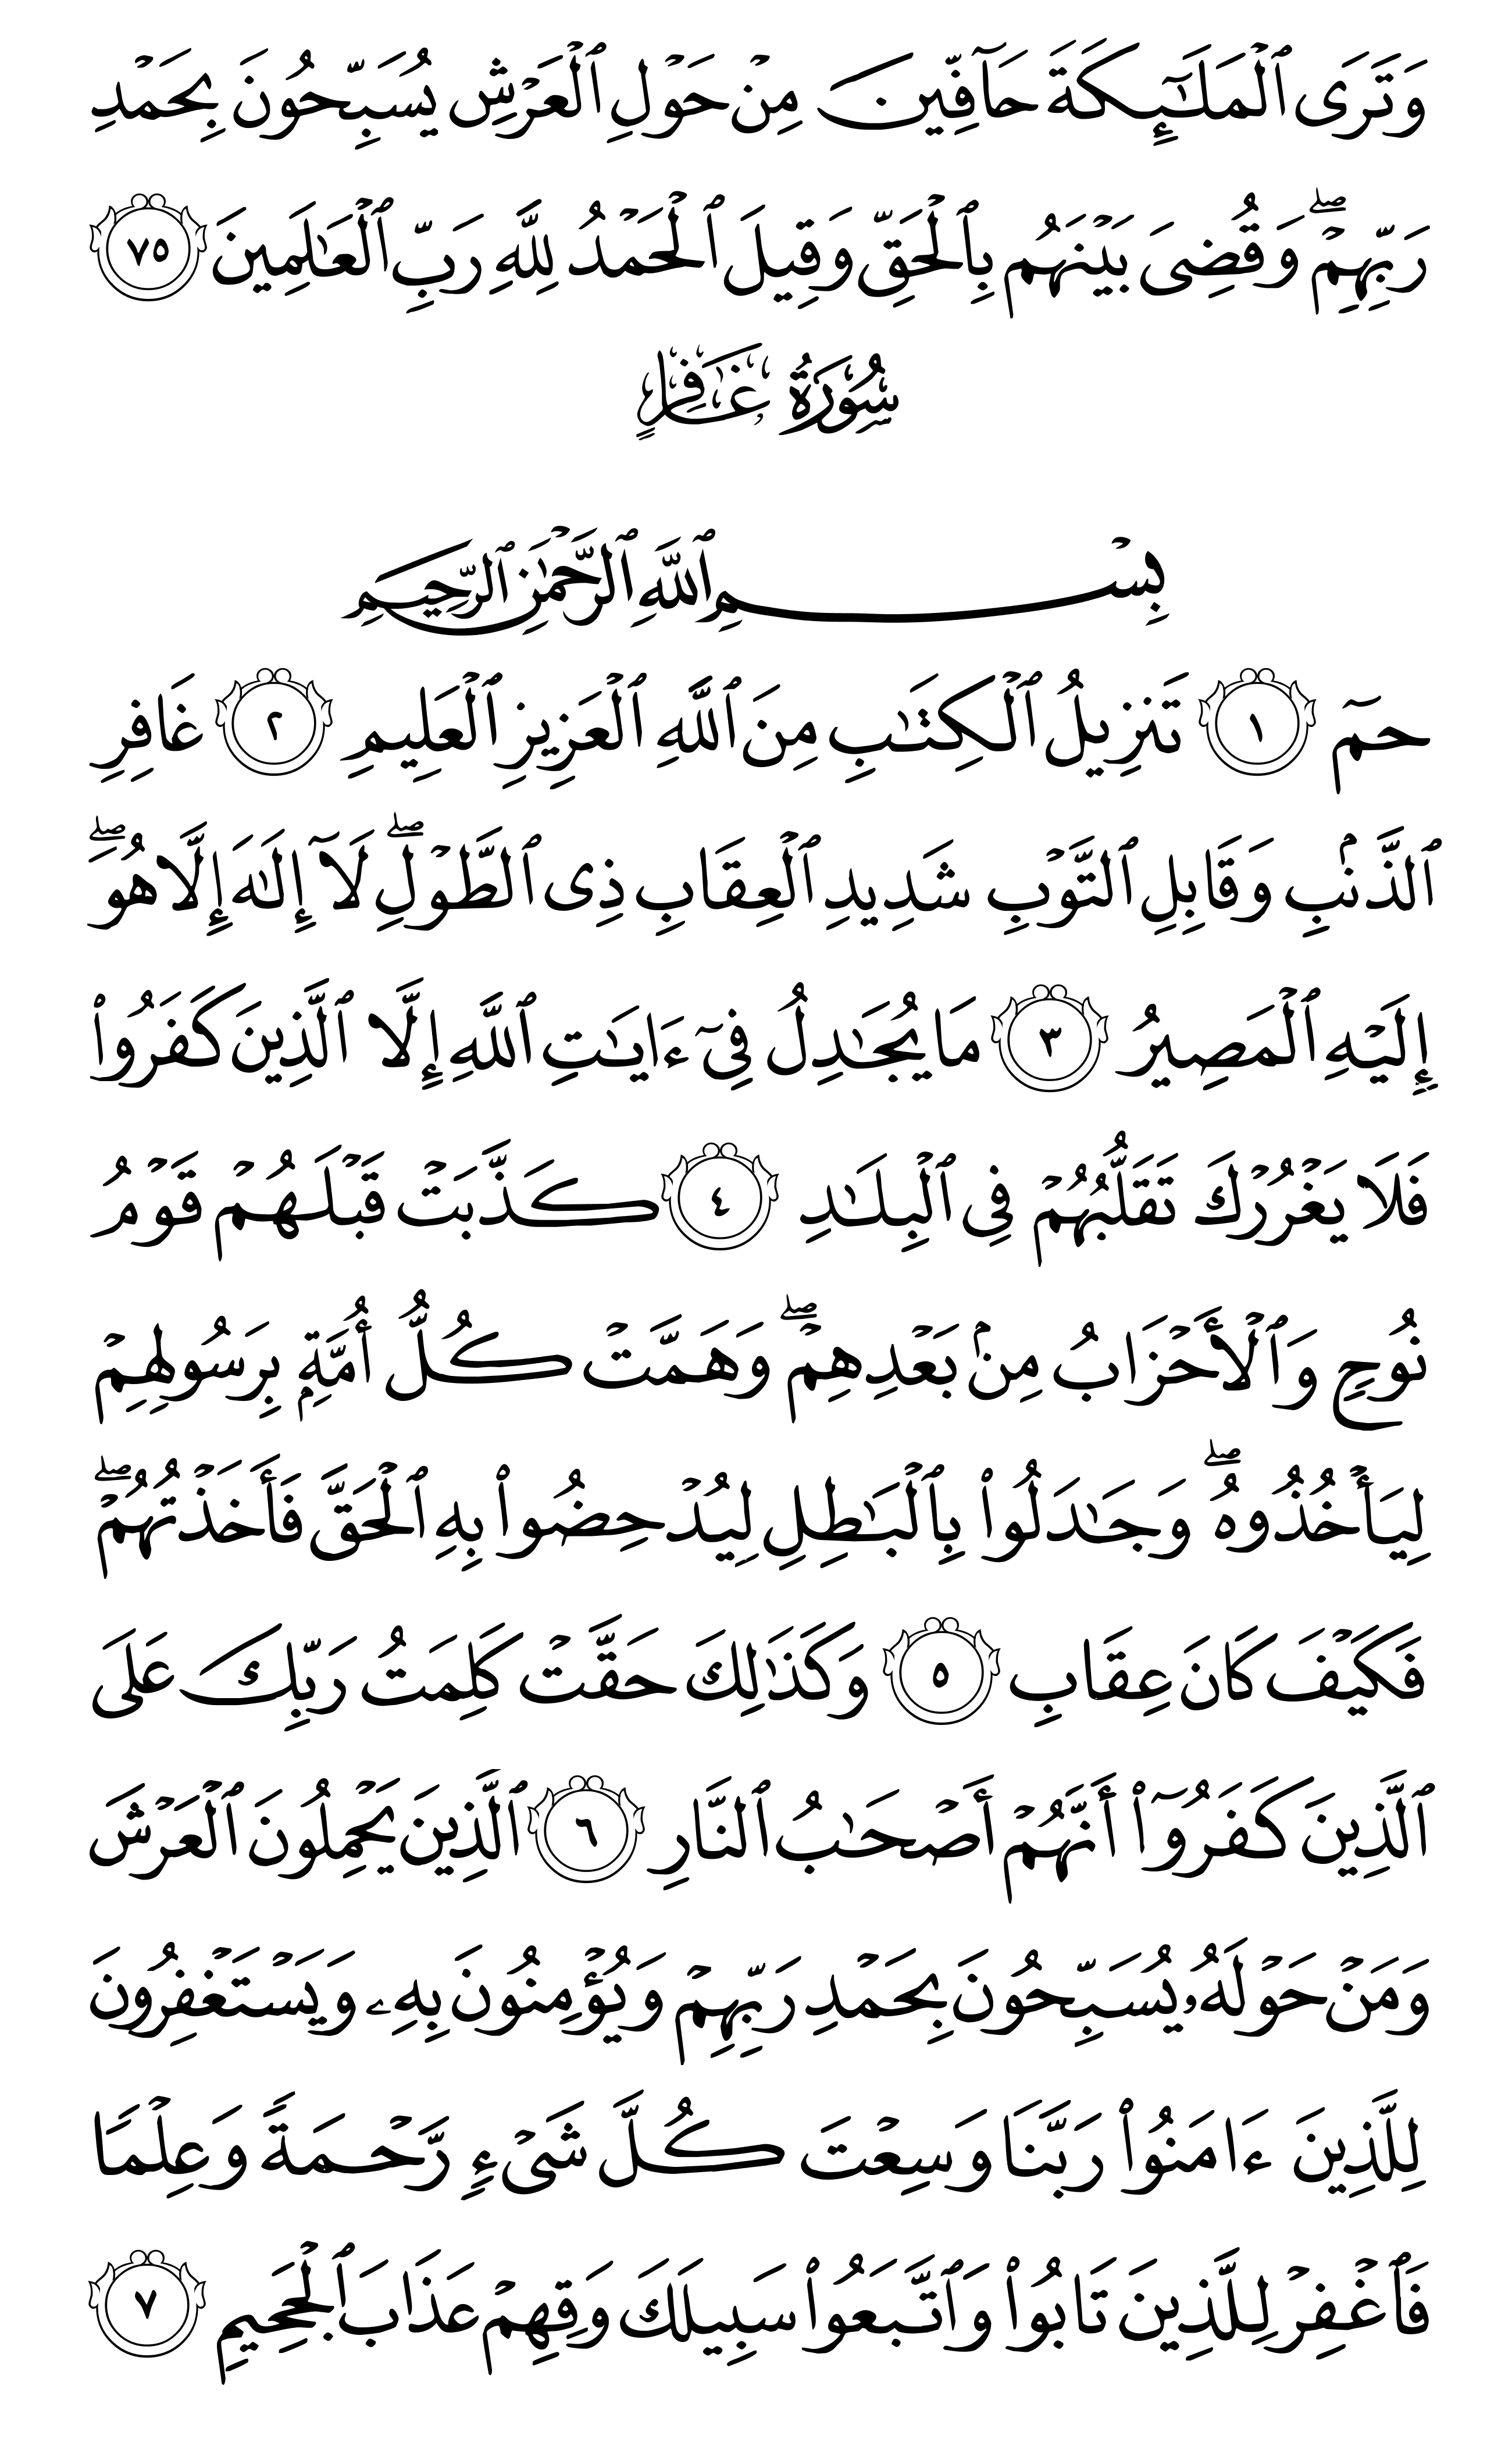 وَتَرَى ٱلْمَلَـٰٓئِكَةَ حَآفِّينَ مِنْ حَوْلِ ٱلْعَرْشِ يُسَبِّحُونَ بِحَمْدِ
رَبِّهِمْ ۖ وَقُضِىَ بَيْنَهُم بِٱلْحَقِّ وَقِيلَ ٱلْحَمْدُ لِلَّهِ رَبِّ ٱلْعَـٰلَمِينَ ٧٥
سُورَةُ غَافِرٍ
بِسْمِ ٱللَّهِ ٱلرَّحْمَـٰنِ ٱلرَّحِيمِ
حمٓ ١ تَنزِيلُ ٱلْكِتَـٰبِ مِنَ ٱللَّهِ ٱلْعَزِيزِ ٱلْعَلِيمِ ٢ غَافِرِ
ٱلذَّنۢبِ وَقَابِلِ ٱلتَّوْبِ شَدِيدِ ٱلْعِقَابِ ذِى ٱلطَّوْلِ ۖ لَآ إِلَـٰهَ إِلَّا هُوَ ۖ
إِلَيْهِ ٱلْمَصِيرُ ٣ مَا يُجَـٰدِلُ فِىٓ ءَايَـٰتِ ٱللَّهِ إِلَّا ٱلَّذِينَ كَفَرُوا۟
فَلَا يَغْرُرْكَ تَقَلُّبُهُمْ فِى ٱلْبِلَـٰدِ ٤ كَذَّبَتْ قَبْلَهُمْ قَوْمُ
نُوحٍ وَٱلْأَحْزَابُ مِنۢ بَعْدِهِمْ ۖ وَهَمَّتْ كُلُّ أُمَّةٍۭ بِرَسُولِهِمْ
لِيَأْخُذُوهُ ۖ وَجَـٰدَلُوا۟ بِٱلْبَـٰطِلِ لِيُدْحِضُوا۟ بِهِ ٱلْحَقَّ فَأَخَذْتُهُمْ ۖ
فَكَيْفَ كَانَ عِقَابِ ٥ وَكَذَٰلِكَ حَقَّتْ كَلِمَتُ رَبِّكَ عَلَى
ٱلَّذِينَ كَفَرُوٓا۟ أَنَّهُمْ أَصْحَـٰبُ ٱلنَّارِ ٦ ٱلَّذِينَ يَحْمِلُونَ ٱلْعَرْشَ
وَمَنْ حَوْلَهُۥ يُسَبِّحُونَ بِحَمْدِ رَبِّهِمْ وَيُؤْمِنُونَ بِهِۦ وَيَسْتَغْفِرُونَ
لِلَّذِينَ ءَامَنُوا۟ رَبَّنَا وَسِعْتَ كُلَّ شَىْءٍ رَّحْمَةً وَعِلْمًا
فَٱغْفِرْ لِلَّذِينَ تَابُوا۟ وَٱتَّبَعُوا۟ سَبِيلَكَ وَقِهِمْ عَذَابَ ٱلْجَحِيمِ ٧